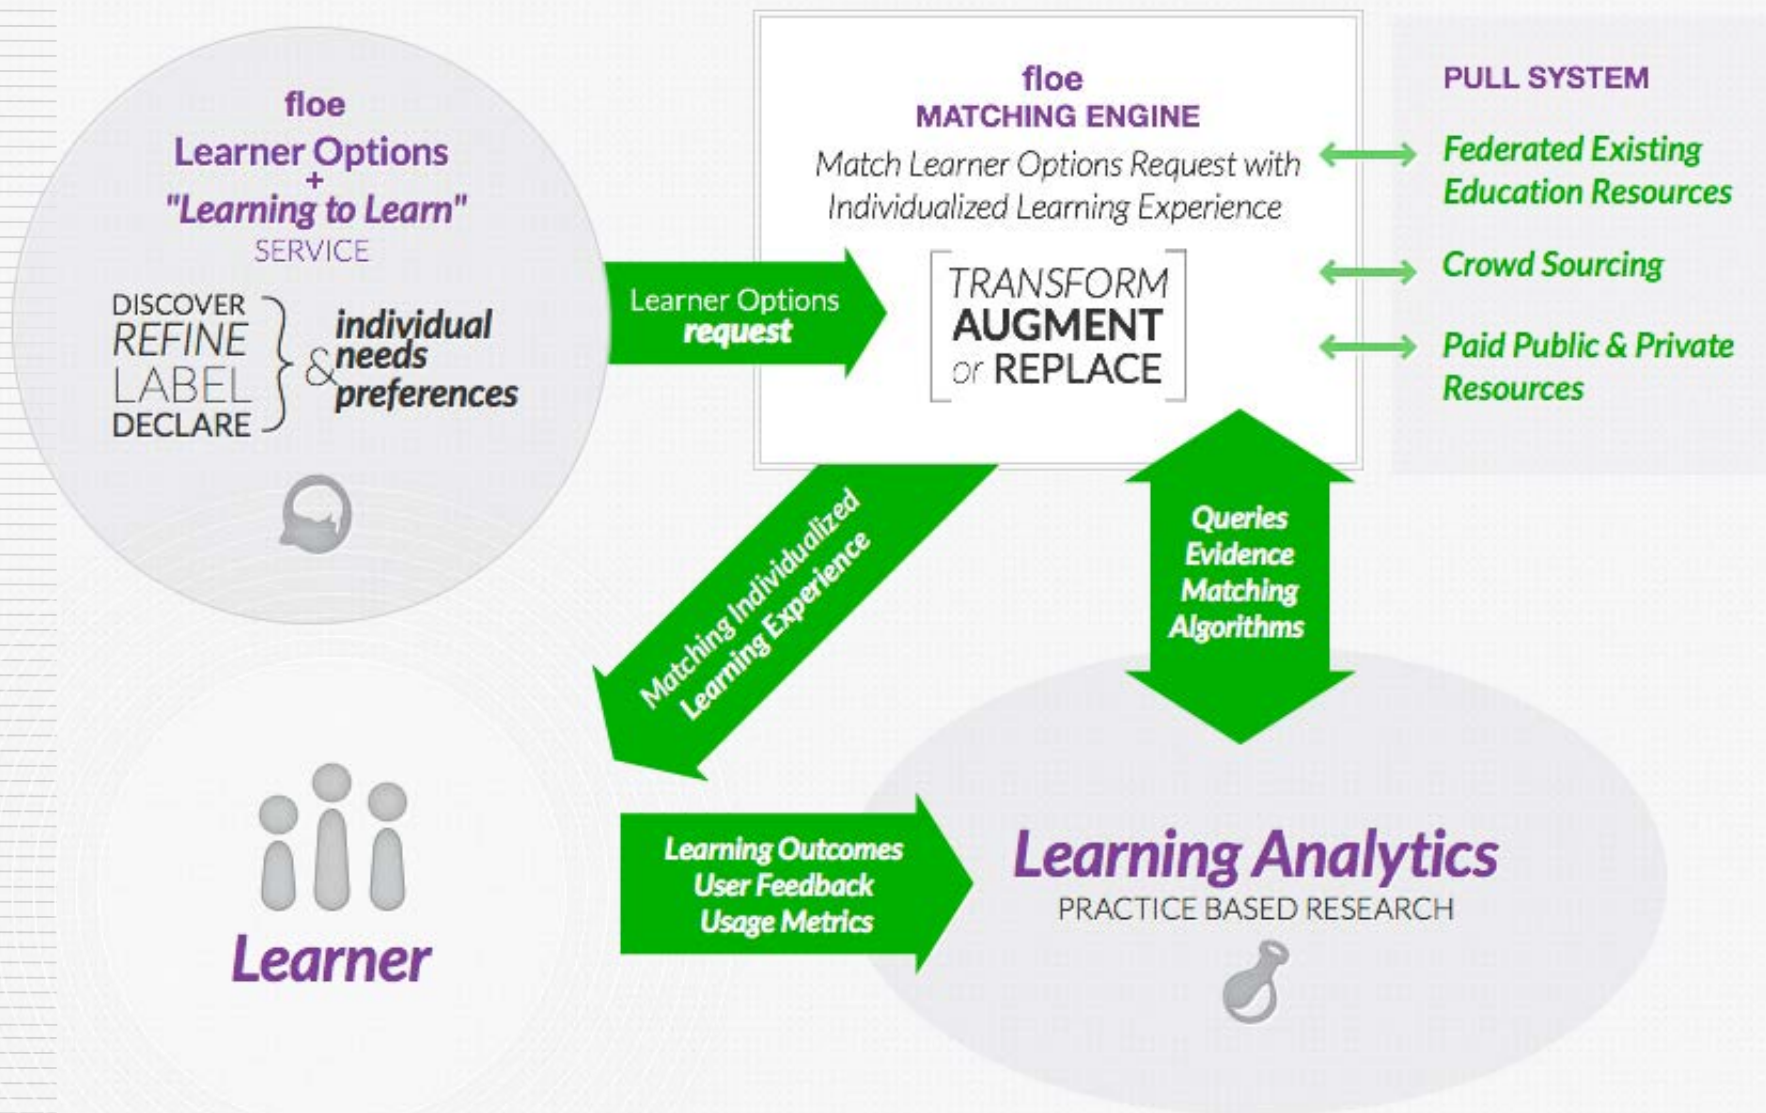 floe
Learner Options
+
"Learning to Learn"
SERVICE
DISCOVER
REFINE
LABEL
DECLARE
&
individual
needs
preferences
Learner Options
request
floe
MATCHING ENGINE
Match Learner Options Request with
Individualized Learning Experience
TRANSFORM
AUGMENT
or REPLACE
PULL SYSTEM
Federated Existing
Education Resources
Crowd Sourcing
Paid Public & Private
Resources
Matching Individualized
Learning Experience
Queries
Evidence
Matching
Algorithms
Learner
Learning Outcomes
User Feedback
Usage Metrics
Learning Analytics
PRACTICE BASED RESEARCH